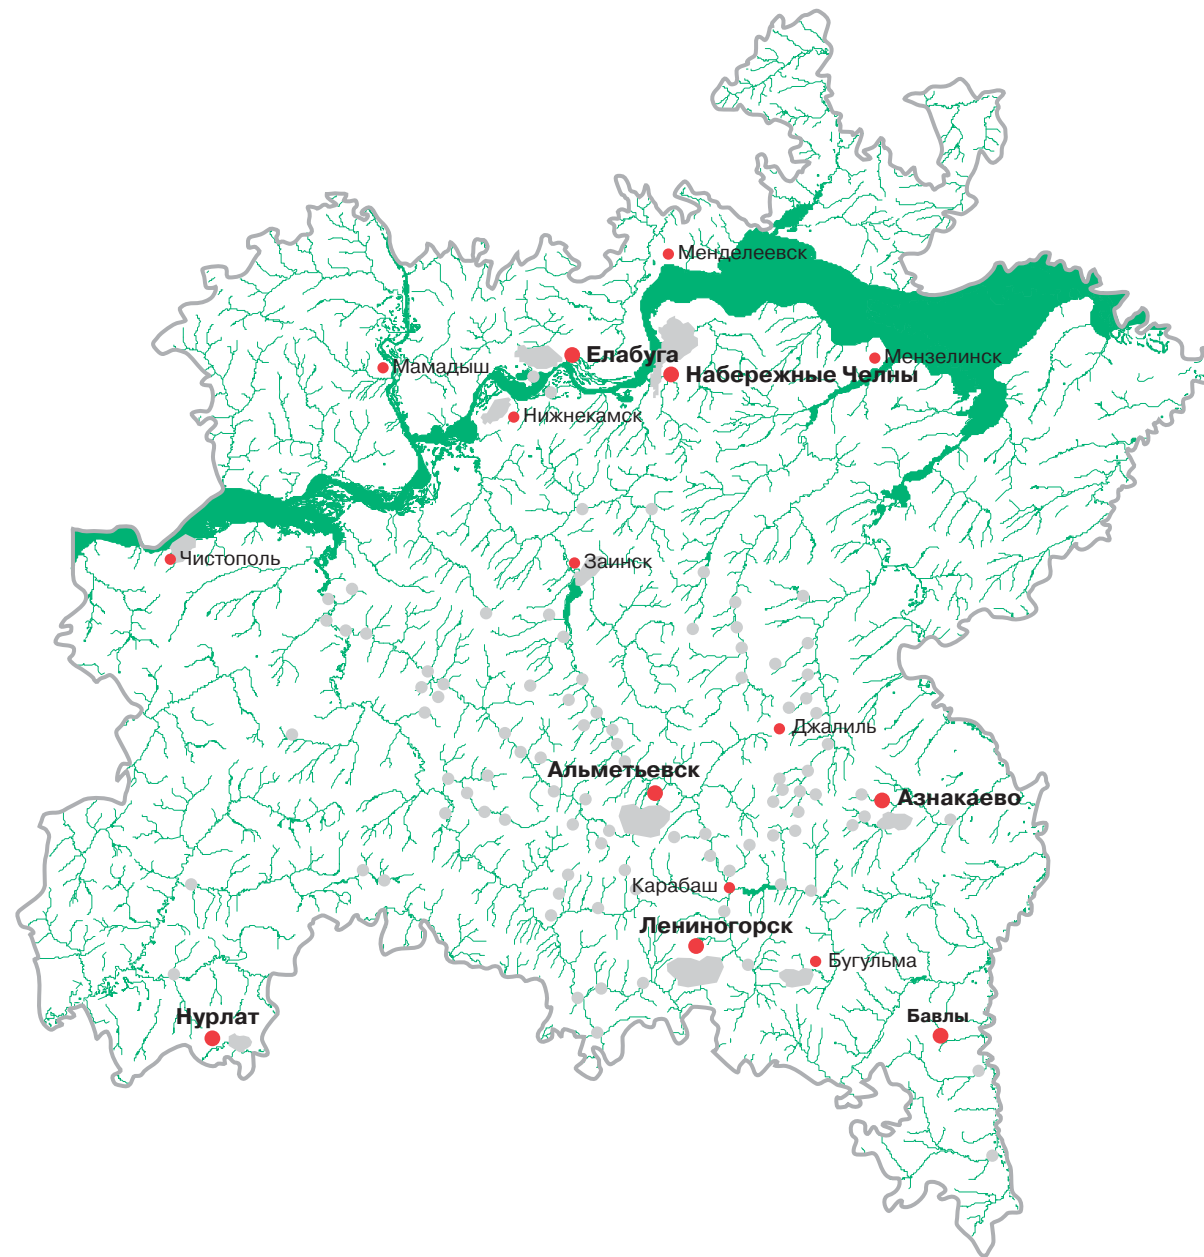 Менделеевск
Елабуга
Мензелинск
Мамадыш
Набережные Челны
Нижнекамск
Чистополь
Заинск
Джалиль
Альметьевск
Азнакаево
Карабаш
Лениногорск
Бугульма
Нурлат
Бавлы